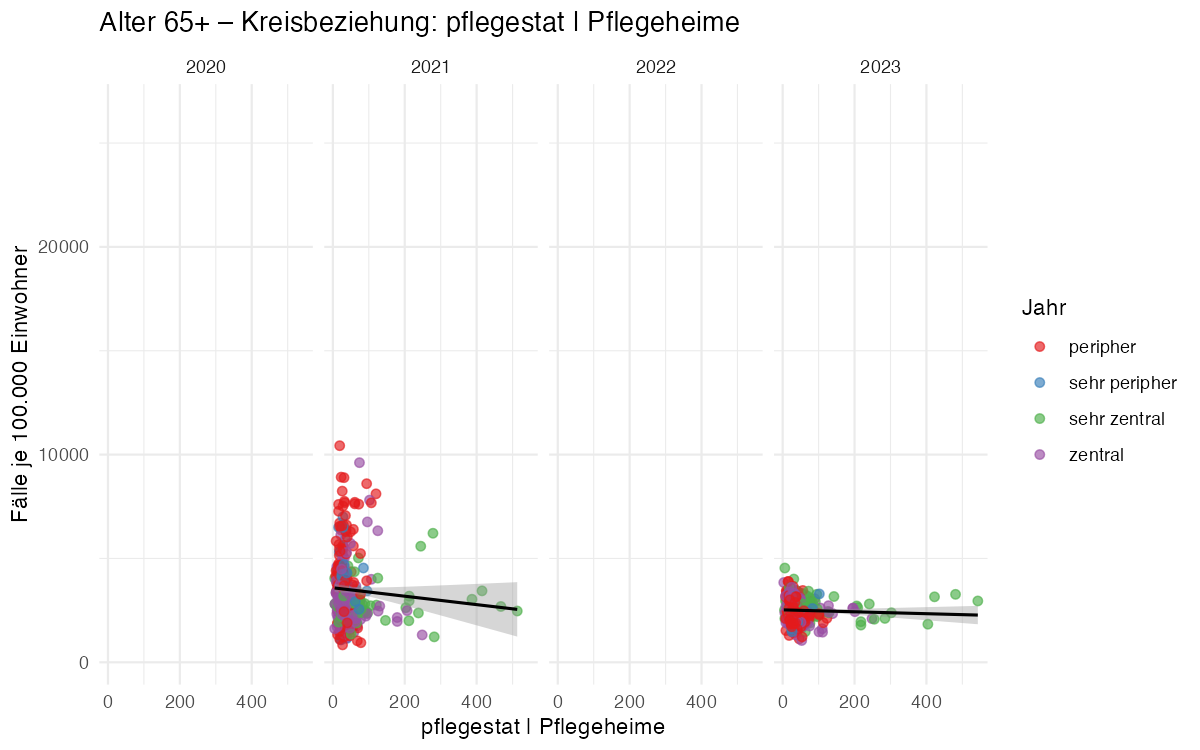 Alter 65+ – Kreisbeziehung: pflegestat | Pflegeheime
2020 2021 2022 2023
Fälle je 100.000 Einwohner
20000
10000
0
0 200 400 0 200 400 0 200 400 0 200 400
pflegestat | Pflegeheime
Jahr
peripher
sehr peripher
sehr zentral
zentral